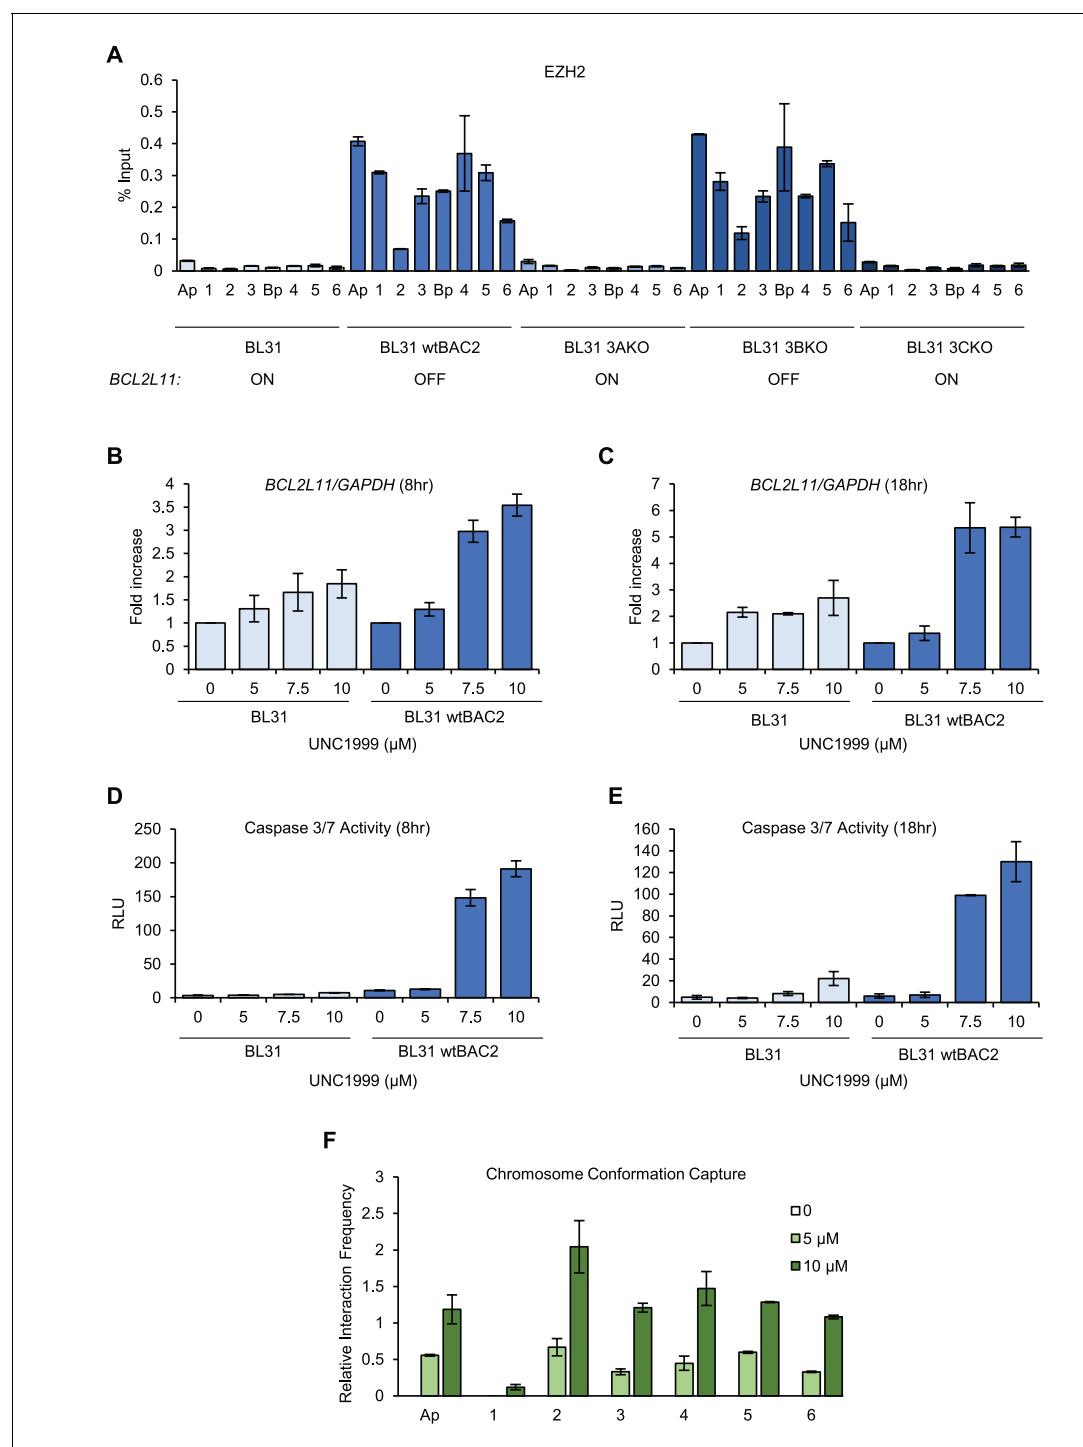 A
EZH2
% Input
0.6
0.5
0.4
0.3
0.2
0.1
0
Ap 1 2 3 Bp 4 5 6 Ap 1 2 3 Bp 4 5 6 Ap 1 2 3 Bp 4 5 6 Ap 1 2 3 Bp 4 5 6 Ap 1 2 3 Bp 4 5 6
BL31 BL31 wtBAC2 BL31 3AKO BL31 3BKO BL31 3CKO
BCL2L11: ON OFF ON OFF ON
B
BCL2L11/GAPDH (8hr)
Fold increase
4
3.5
3
2.5
2
1.5
1
0.5
0
0 5 7.5 10 0 5 7.5 10
BL31 BL31 wtBAC2
UNC1999 (µM)
C
BCL2L11/GAPDH (18hr)
Fold increase
7
6
5
4
3
2
1
0
0 5 7.5 10 0 5 7.5 10
BL31 BL31 wtBAC2
UNC1999 (µM)
D
Caspase 3/7 Activity (8hr)
RLU
250
200
150
100
50
0
0 5 7.5 10 0 5 7.5 10
BL31 BL31 wtBAC2
UNC1999 (µM)
E
Caspase 3/7 Activity (18hr)
RLU
160
140
120
100
80
60
40
20
0
0 5 7.5 10 0 5 7.5 10
BL31 BL31 wtBAC2
UNC1999 (µM)
F
Chromosome Conformation Capture
Relative Interaction Frequency
3
2.5
2
1.5
1
0.5
0
0
5 µM
10 µM
Ap 1 2 3 4 5 6